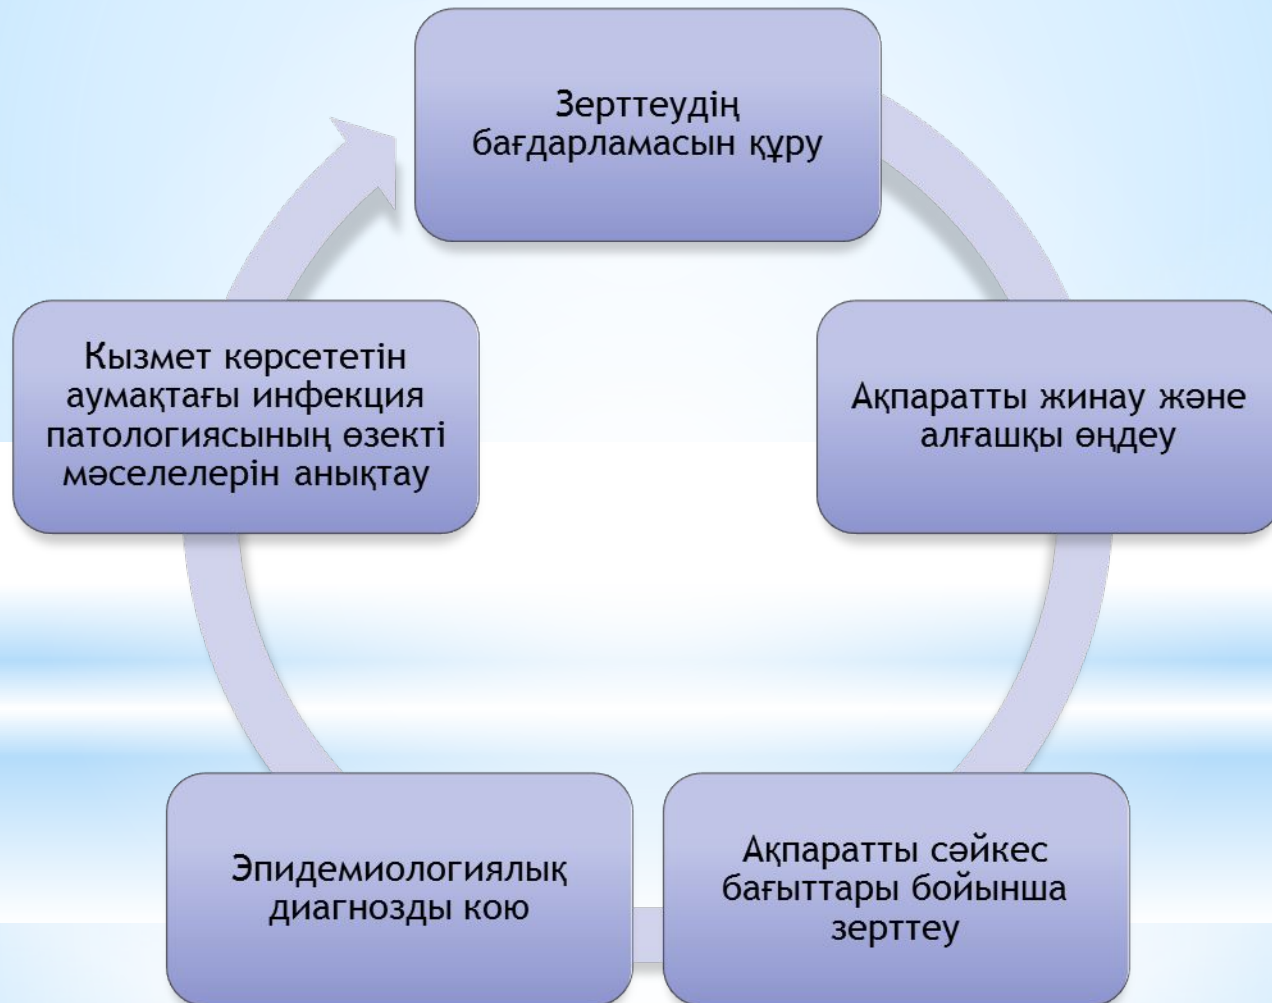 Зерттеудің
бағдарламасын құру
Ақпаратты жинау және
алғашқы өңдеу
Ақпаратты сәйкес
бағыттары бойынша
зерттеу
Эпидемиологиялық
диагнозды кою
Кызмет көрсететін
аумақтағы инфекция
патологиясының өзекті
мәселелерін анықтау